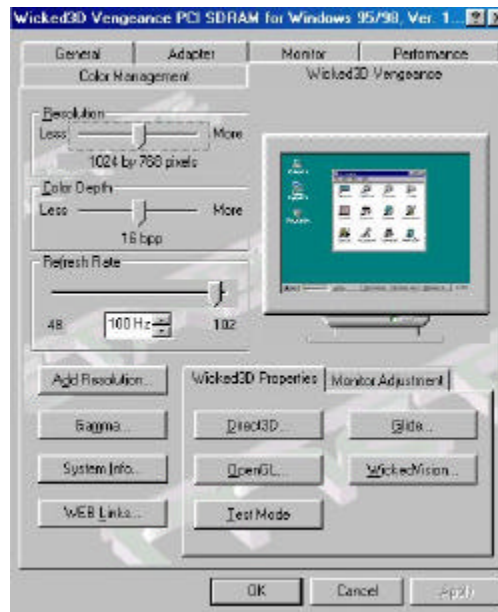 Wicked3D Vengeance PCI SDRAM for Windows 95/98, Ver. 1...
General Adapter Monitor Performance
Color Management Wicked3D Vengeance
Resolution
Less More
1024 by 768 pixels
Color Depth
Less More
16 bpp
Refresh Rate
48 100 Hz 102
Add Resolution... Wicked3D Properties Monitor Adjustment
Gamma... Direct3D... Glide...
System Info... OpenGL... WickedVision...
WEB Links... Test Mode
OK Cancel Apply